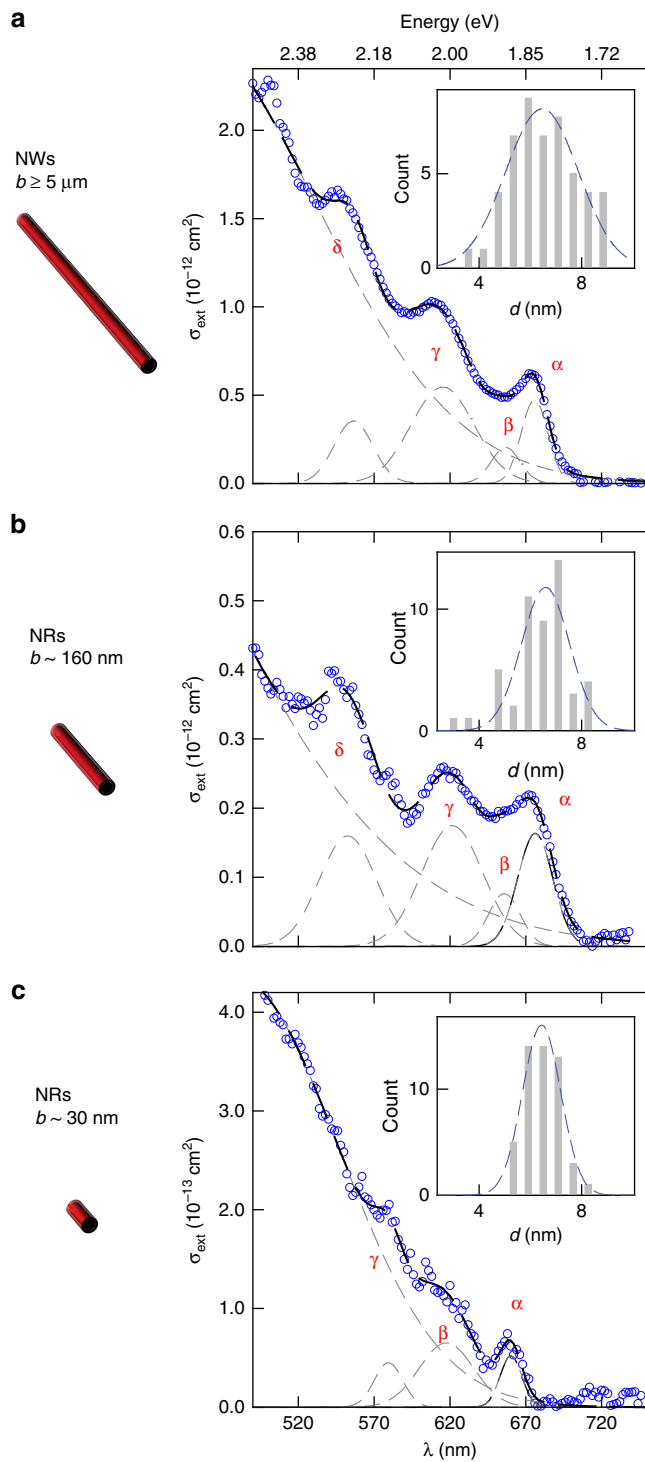 a
Energy (eV)
2.38 2.18 2.00 1.85 1.72
NWs
b ≥ 5 μm
σext (10⁻¹² cm²)
2.0
1.5
1.0
0.5
0.0
δ
γ
β
α
Count
5
0
4 8
d (nm)
b
NRs
b ~ 160 nm
σext (10⁻¹² cm²)
0.6
0.5
0.4
0.3
0.2
0.1
0.0
δ
γ
β
α
Count
10
0
4 8
d (nm)
c
NRs
b ~ 30 nm
σext (10⁻¹³ cm²)
4.0
3.0
2.0
1.0
0.0
γ
β
α
Count
10
0
4 8
d (nm)
520 570 620 670 720
λ (nm)